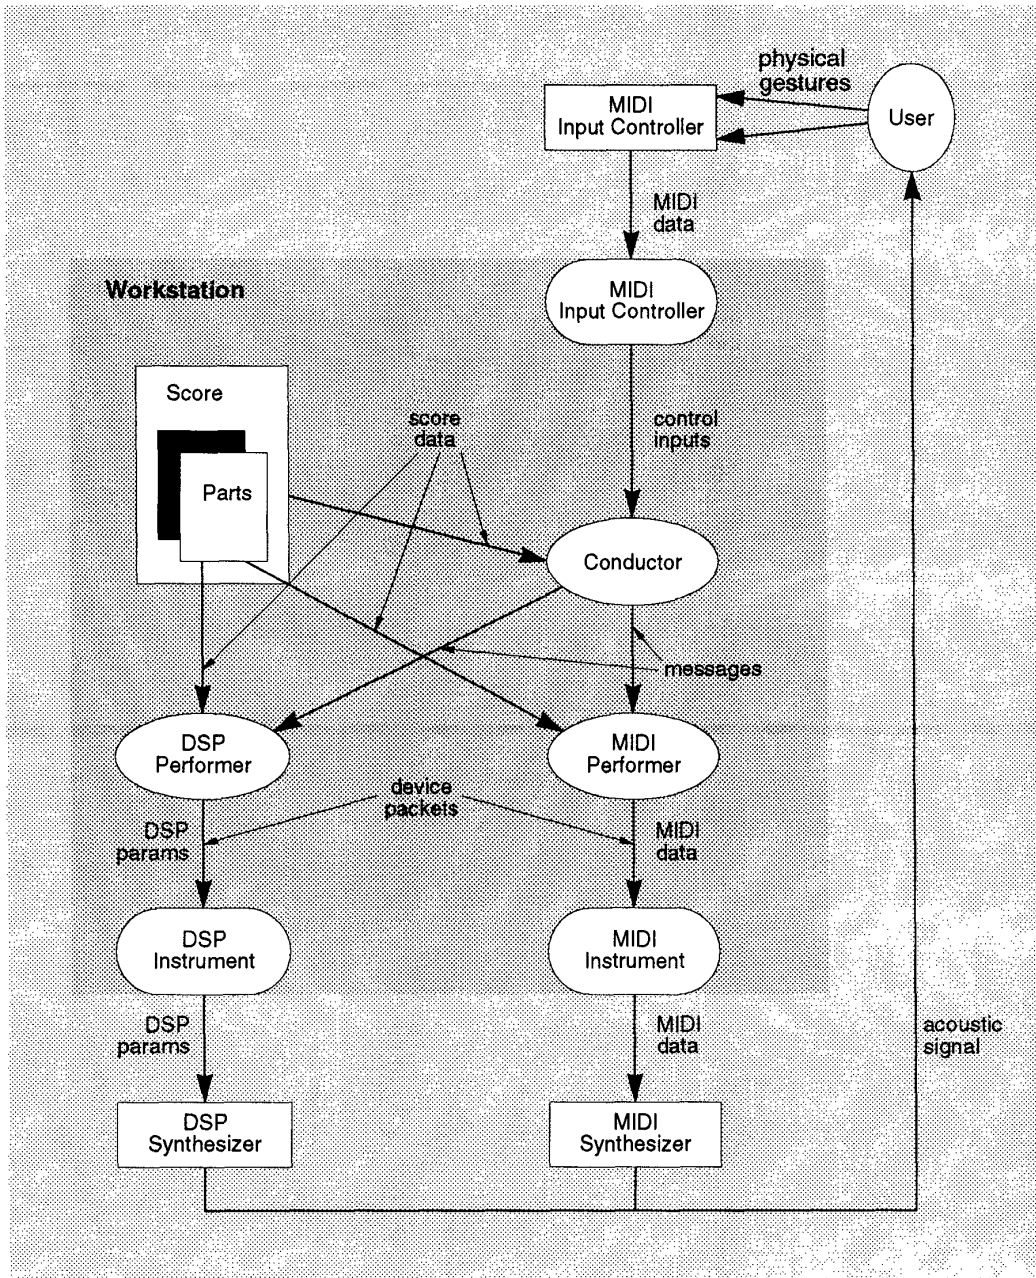 physical
gestures
MIDI
Input Controller
User
MIDI
data
Workstation
MIDI
Input Controller
Score
score
data
control
inputs
Parts
Conductor
messages
DSP
Performer
MIDI
Performer
device
packets
DSP
params
MIDI
data
DSP
Instrument
MIDI
Instrument
DSP
params
MIDI
data
acoustic
signal
DSP
Synthesizer
MIDI
Synthesizer